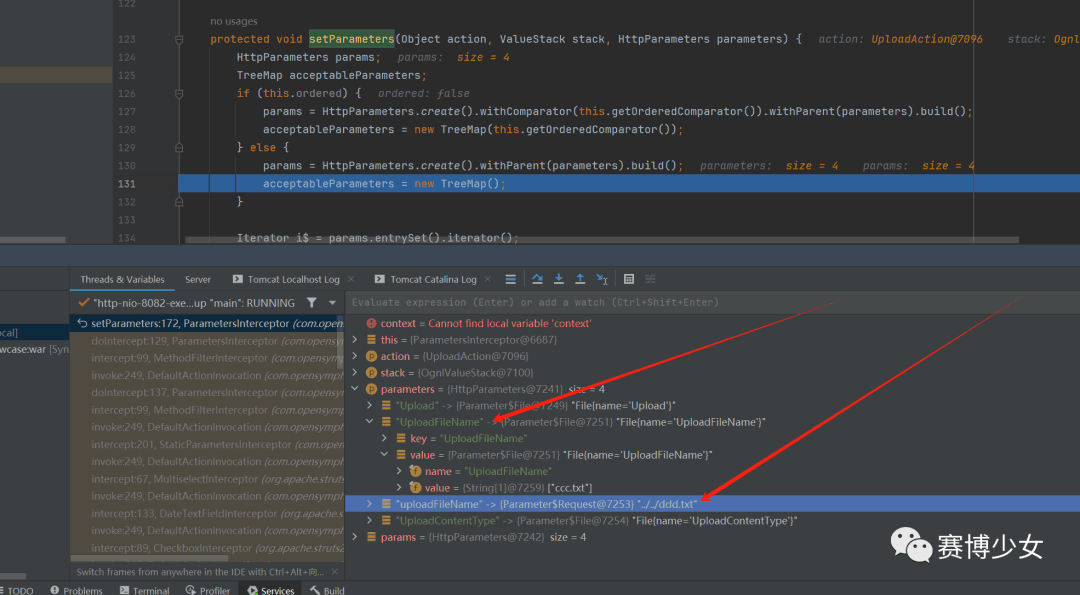 122
no usages
123 protected void setParameters(Object action, ValueStack stack, HttpParameters parameters) { action: UploadAction@7096 stack: Ognl
124 HttpParameters params; params: size = 4
125 TreeMap acceptableParameters;
126 if (this.ordered) { ordered: false
127 params = HttpParameters.create().withComparator(this.getOrderedComparator()).withParent(parameters).build();
128 acceptableParameters = new TreeMap(this.getOrderedComparator());
129 } else {
130 params = HttpParameters.create().withParent(parameters).build(); parameters: size = 4 params: size = 4
131 acceptableParameters = new TreeMap();
132 }
133
134 Iterator i$ = params.entrySet().iterator();
Threads & Variables Server Tomcat Localhost Log Tomcat Catalina Log
"http-nio-8082-exe...up "main": RUNNING
Evaluate expression (Enter) or add a watch (Ctrl+Shift+Enter)
setParameters:172, ParametersInterceptor (com.open
context = Cannot find local variable 'context'
cal]
doIntercept:129, ParametersInterceptor (com.opensym
this = {ParametersInterceptor@6687}
wcase:war [Syn
intercept:99, MethodFilterInterceptor (com.opensymp
action = {UploadAction@7096}
invoke:249, DefaultActionInvocation (com.opensymph
stack = {OgnlValueStack@7100}
doIntercept:137, ParametersInterceptor (com.opensym
parameters = {HttpParameters@7241} size = 4
intercept:99, MethodFilterInterceptor (com.opensymp
"Upload" -> {Parameter$File@7249} "File{name='Upload'}"
invoke:249, DefaultActionInvocation (com.opensymph
"UploadFileName" -> {Parameter$File@7251} "File{name='UploadFileName'}"
intercept:201, StaticParametersInterceptor (com.open
key = "UploadFileName"
invoke:249, DefaultActionInvocation (com.opensymph
value = {Parameter$File@7251} "File{name='UploadFileName'}"
intercept:67, MultiselectInterceptor (org.apache.struts
name = "UploadFileName"
invoke:249, DefaultActionInvocation (com.opensymph
value = {String[1]@7259} ["ccc.txt"]
intercept:133, DateTextFieldInterceptor (org.apache.s
"uploadFileName" -> {Parameter$Request@7253} "../../ddd.txt"
invoke:249, DefaultActionInvocation (com.opensymph
"UploadContentType" -> {Parameter$File@7254} "File{name='UploadContentType'}"
intercept:89, CheckboxInterceptor (org.apache.struts2
params = {HttpParameters@7242} size = 4
赛博少女
Switch frames from anywhere in the IDE with Ctrl+Alt+向...
TODO Problems Terminal Profiler Services Build